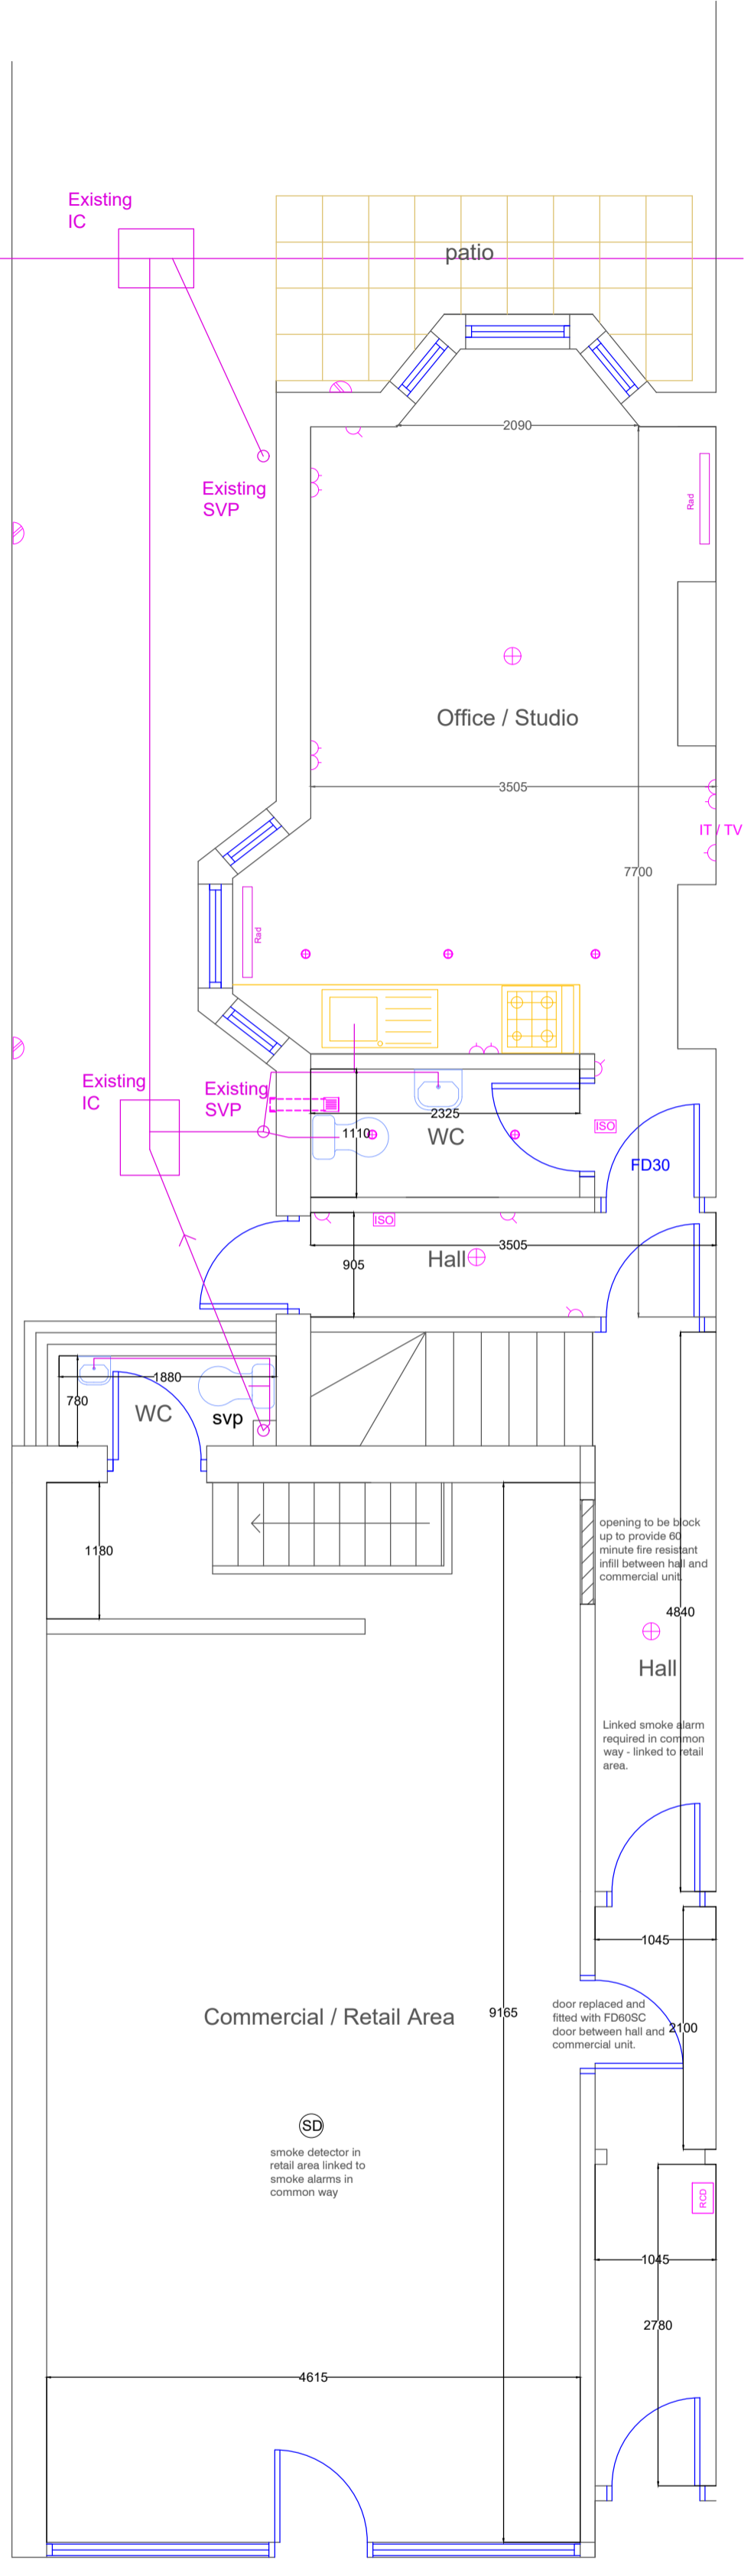 Existing
IC
patio
2090
Existing
SVP
Rad
Office / Studio
3505
IT / TV
7700
Rad
Existing
IC
Existing
SVP
2325
1110
WC
ISO
FD30
ISO
3505
Hall
905
1880
780
WC
svp
opening to be block
up to provide 60
minute fire resistant
infill between hall and
commercial unit.
1180
4840
Hall
Linked smoke alarm
required in common
way - linked to retail
area.
1045
door replaced and
fitted with FD60SC
door between hall and
commercial unit.
2100
Commercial / Retail Area
9165
SD
smoke detector in
retail area linked to
smoke alarms in
common way
RCD
1045
2780
4615